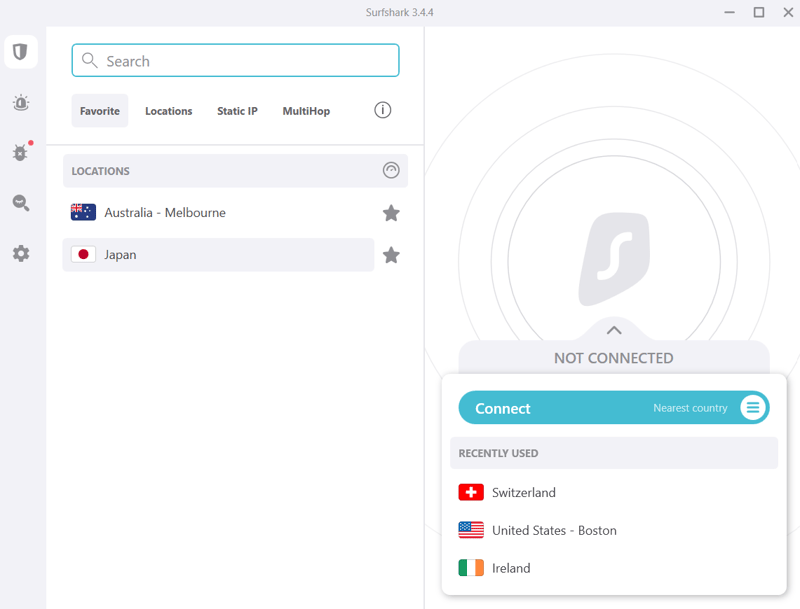 Surfshark 3.4.4
Search
Favorite Locations Static IP MultiHop
LOCATIONS
Australia - Melbourne
Japan
NOT CONNECTED
Connect Nearest country
RECENTLY USED
Switzerland
United States - Boston
Ireland